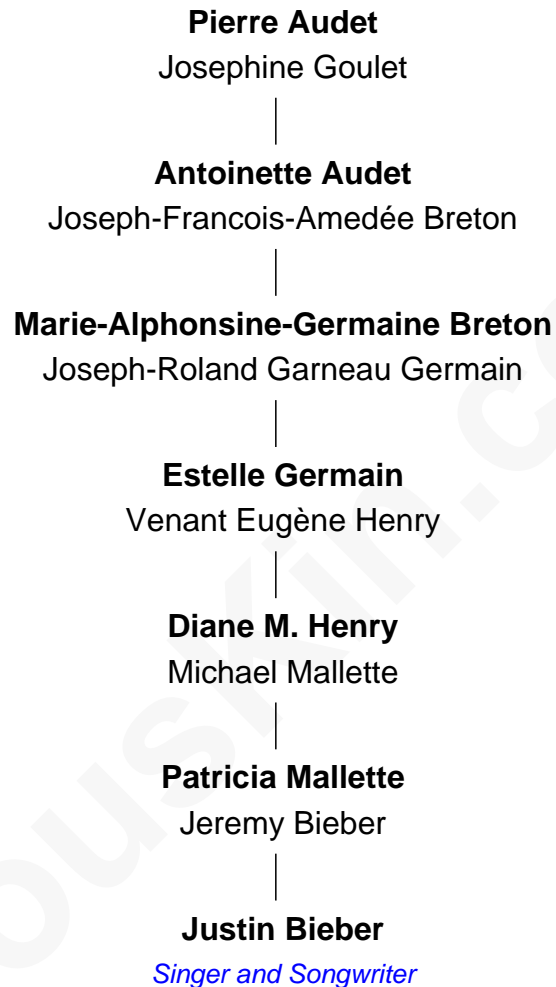 Pierre Audet
Josephine Goulet
Antoinette Audet
Joseph-Francois-Amedée Breton
Marie-Alphonsine-Germaine Breton
Joseph-Roland Garneau Germain
Estelle Germain
Venant Eugène Henry
Diane M. Henry
Michael Mallette
Patricia Mallette
Jeremy Bieber
Justin Bieber
Singer and Songwriter